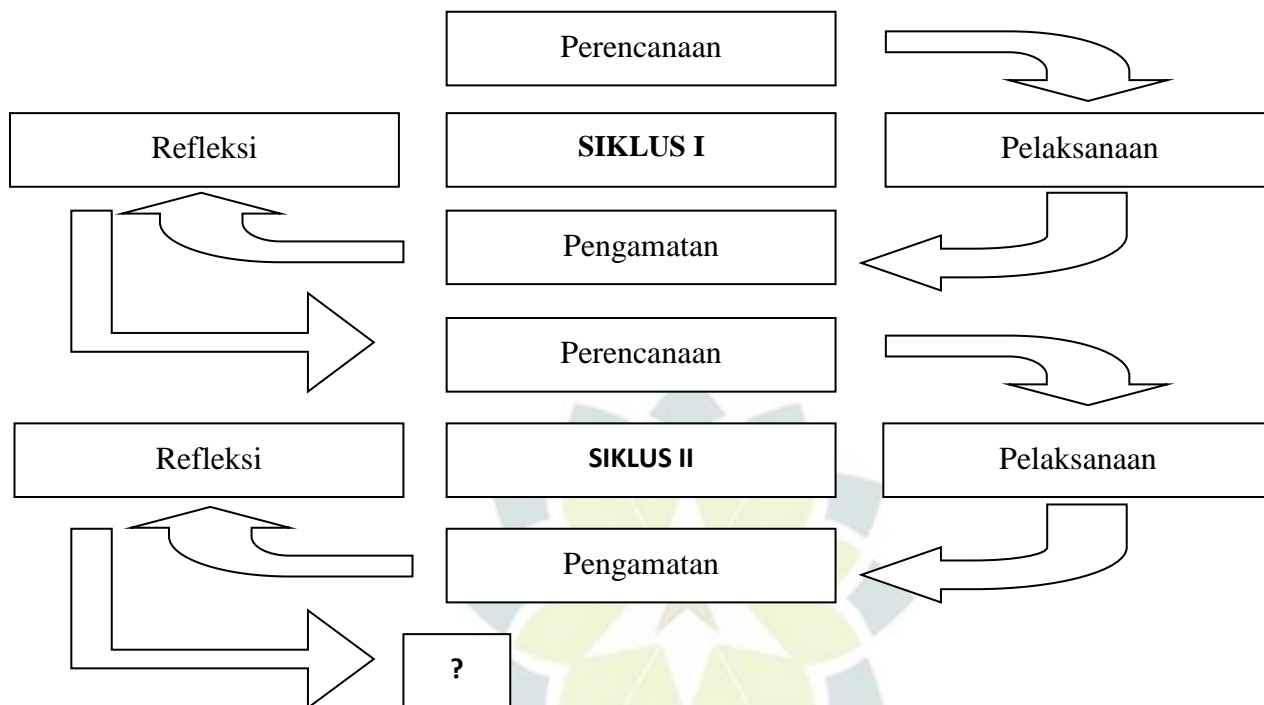 Perencanaan
Refleksi
SIKLUS I
Pelaksanaan
Pengamatan
Perencanaan
Refleksi
SIKLUS II
Pelaksanaan
Pengamatan
?